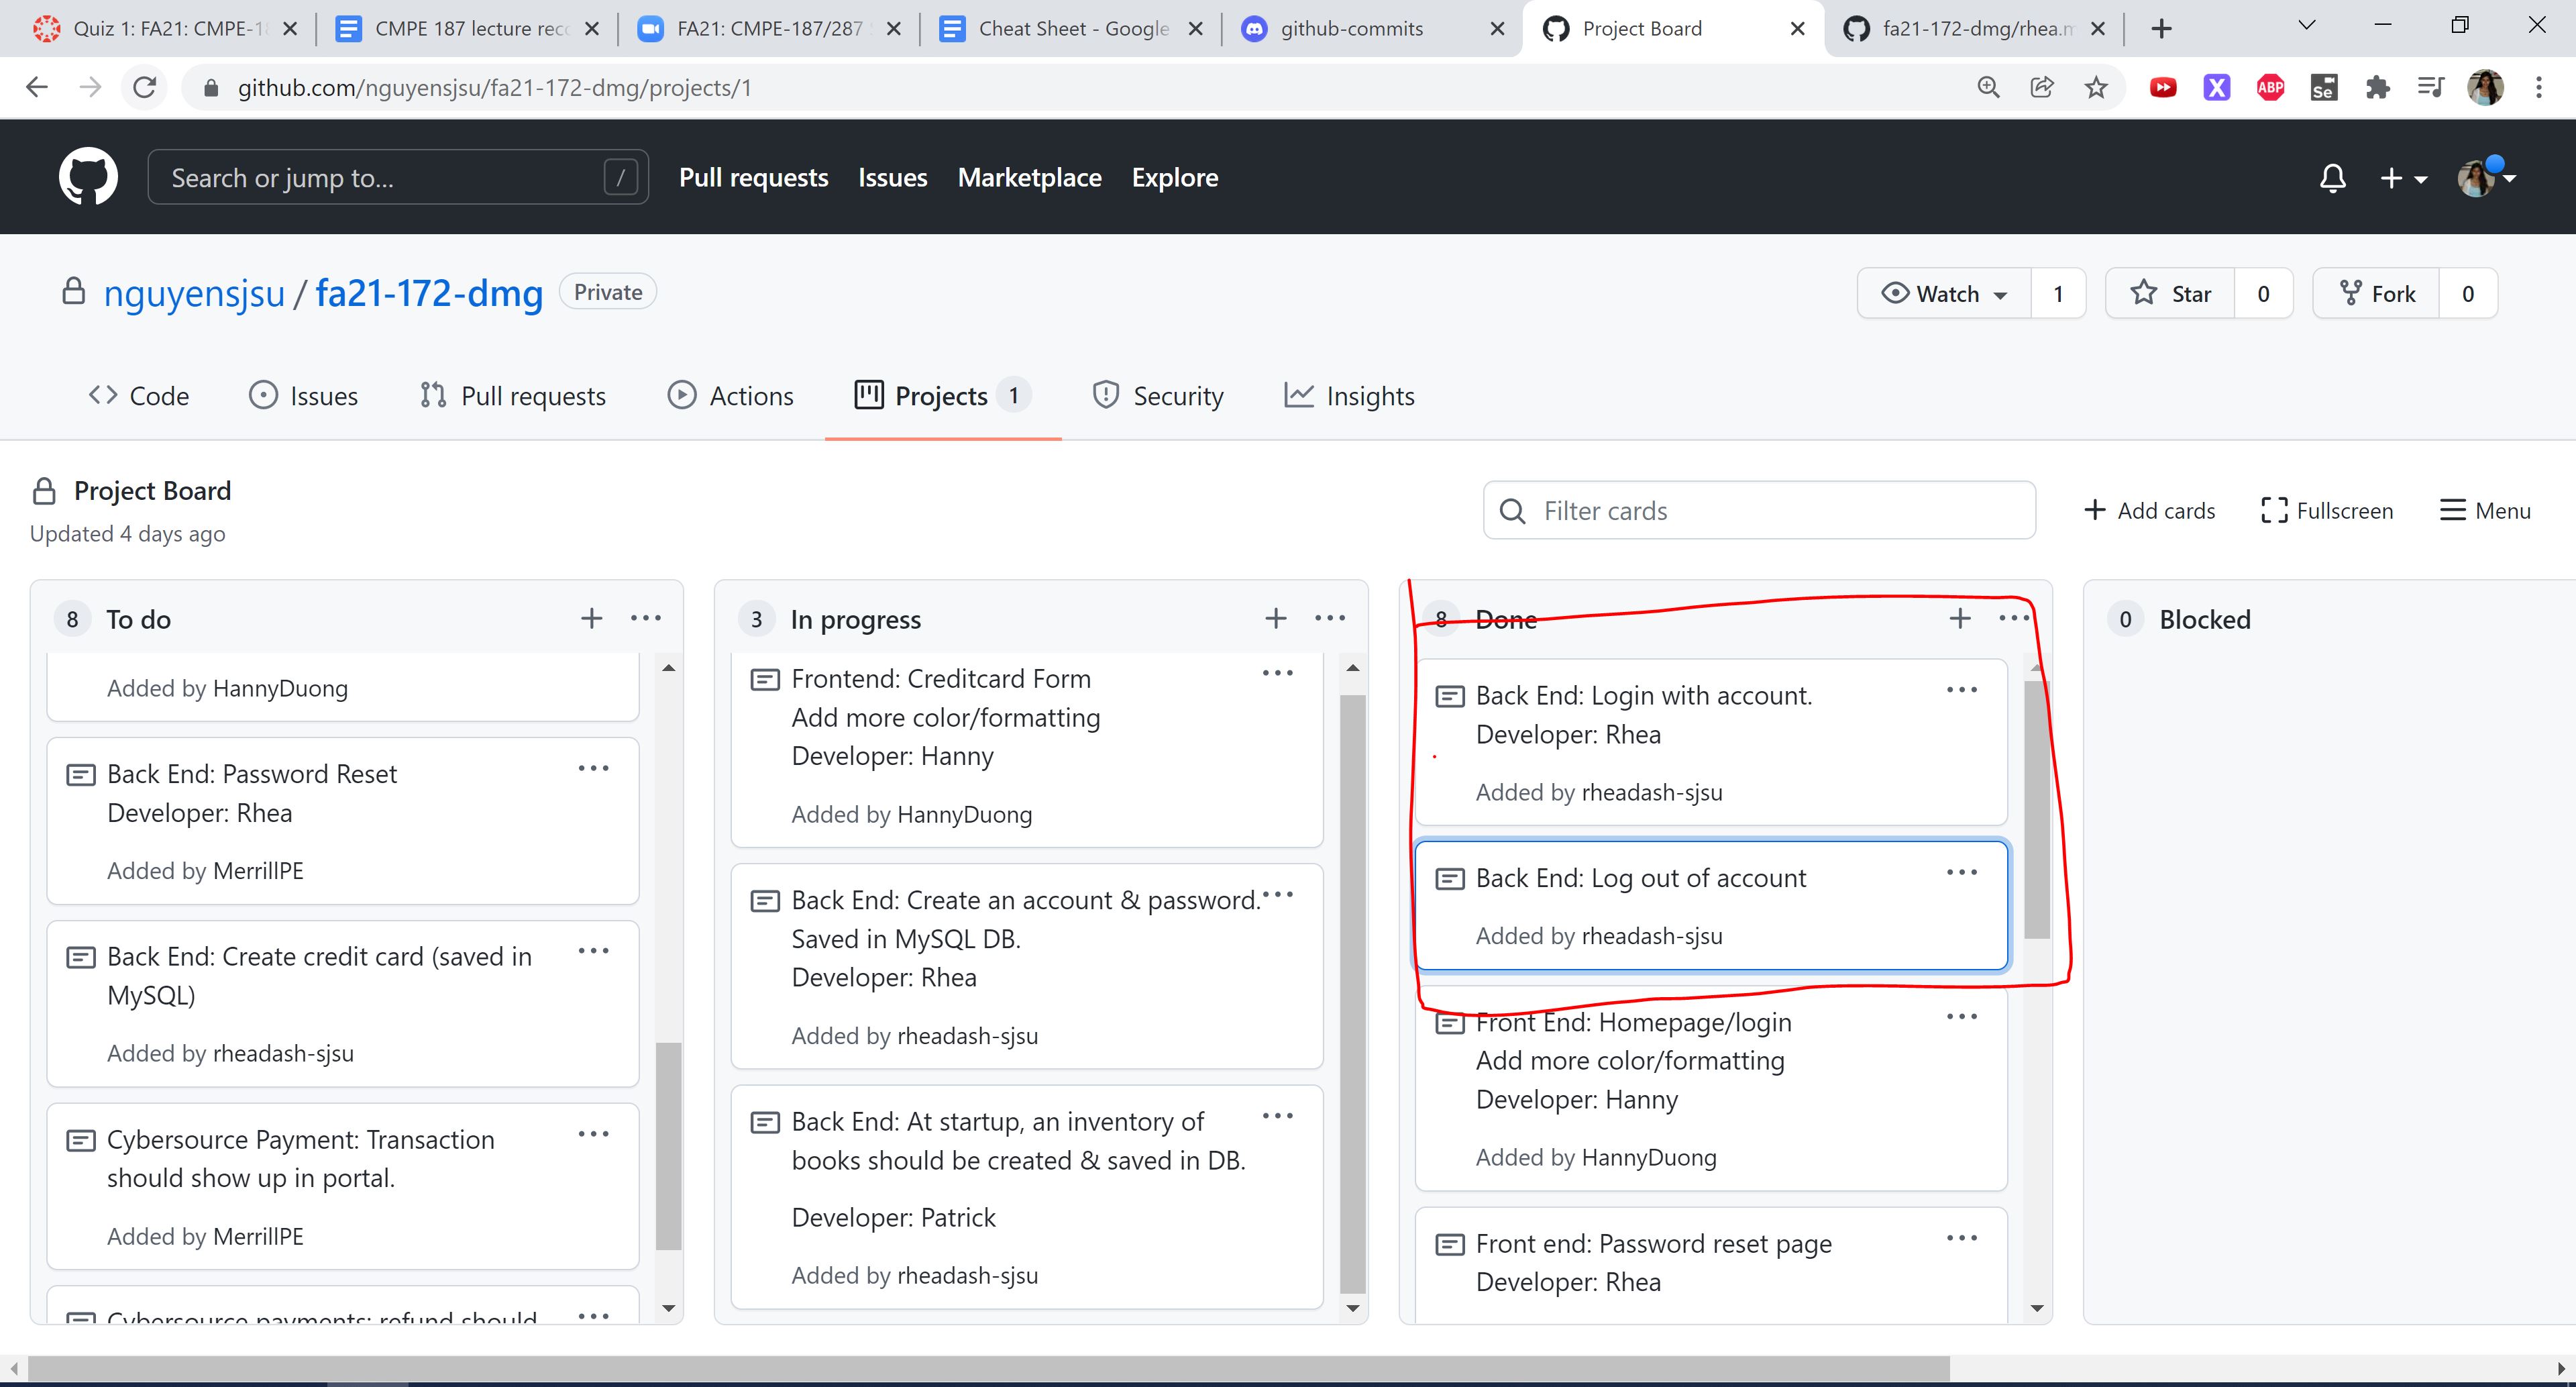 Quiz 1: FA21: CMPE-18
CMPE 187 lecture reco
FA21: CMPE-187/287
Cheat Sheet - Google
github-commits
Project Board
fa21-172-dmg/rhea.m
github.com/nguyensjsu/fa21-172-dmg/projects/1
ABP
Se
Search or jump to...
/
Pull requests
Issues
Marketplace
Explore
nguyensjsu / fa21-172-dmg
Private
Watch 1
Star 0
Fork 0
Code
Issues
Pull requests
Actions
Projects 1
Security
Insights
Project Board
Updated 4 days ago
Filter cards
Add cards
Fullscreen
Menu
8 To do
Added by HannyDuong
Back End: Password Reset
Developer: Rhea
Added by MerrillPE
Back End: Create credit card (saved in
MySQL)
Added by rheadash-sjsu
Cybersource Payment: Transaction
should show up in portal.
Added by MerrillPE
Cybersource payments: refund should
3 In progress
Frontend: Creditcard Form
Add more color/formatting
Developer: Hanny
Added by HannyDuong
Back End: Create an account & password.
Saved in MySQL DB.
Developer: Rhea
Added by rheadash-sjsu
Back End: At startup, an inventory of
books should be created & saved in DB.
Developer: Patrick
Added by rheadash-sjsu
8 Done
Back End: Login with account.
Developer: Rhea
Added by rheadash-sjsu
Back End: Log out of account
Added by rheadash-sjsu
Front End: Homepage/login
Add more color/formatting
Developer: Hanny
Added by HannyDuong
Front end: Password reset page
Developer: Rhea
0 Blocked